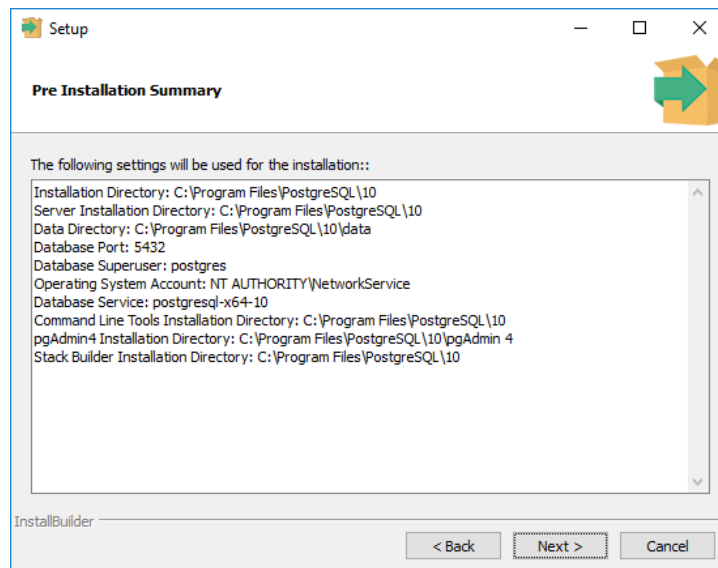 Setup
Pre Installation Summary
The following settings will be used for the installation::
Installation Directory: C:\Program Files\PostgreSQL\10
Server Installation Directory: C:\Program Files\PostgreSQL\10
Data Directory: C:\Program Files\PostgreSQL\10\data
Database Port: 5432
Database Superuser: postgres
Operating System Account: NT AUTHORITY\NetworkService
Database Service: postgresql-x64-10
Command Line Tools Installation Directory: C:\Program Files\PostgreSQL\10
pgAdmin4 Installation Directory: C:\Program Files\PostgreSQL\10\pgAdmin 4
Stack Builder Installation Directory: C:\Program Files\PostgreSQL\10
InstallBuilder
< Back Next > Cancel